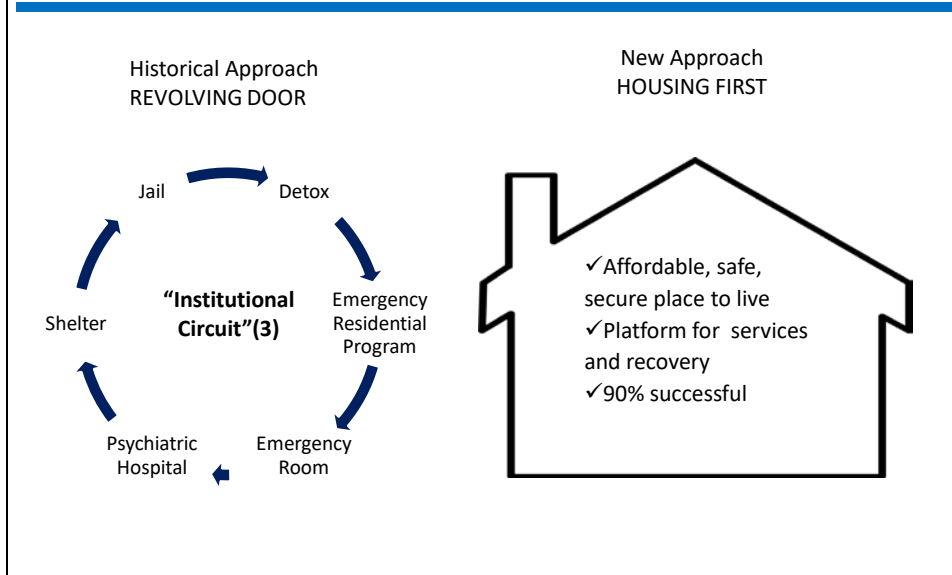 Historical Approach
REVOLVING DOOR
Jail
Detox
Emergency
Residential
Program
Emergency
Room
Psychiatric
Hospital
Shelter
“Institutional
Circuit”(3)
New Approach
HOUSING FIRST
✓Affordable, safe,
secure place to live
✓Platform for services
and recovery
✓90% successful